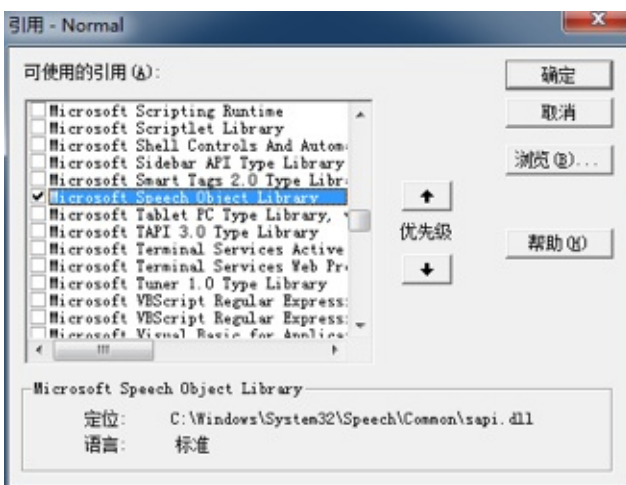 引用 - Normal
可使用的引用(A):
Microsoft Scripting Runtime
Microsoft Scriptlet Library
Microsoft Shell Controls And Autom
Microsoft Sidebar API Type Library
Microsoft Smart Tags 2.0 Type Libr
Microsoft Speech Object Library
Microsoft Tablet PC Type Library,
Microsoft TAPI 3.0 Type Library
Microsoft Terminal Services Active
Microsoft Terminal Services Web Pr
Microsoft Tuner 1.0 Type Library
Microsoft VBScript Regular Express
Microsoft VBScript Regular Express
Microsoft Visual Basic for Applica
优先级
确定
取消
浏览(B)...
帮助(H)
Microsoft Speech Object Library
定位: C:\Windows\System32\Speech\Common\sapi.dll
语言: 标准